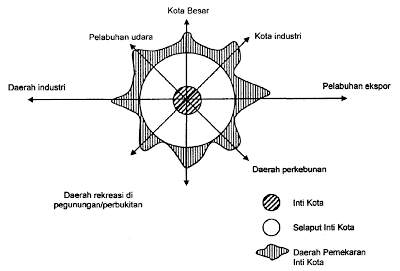 Kota Besar
Pelabuhan udara
Kota industri
Daerah industri
Pelabuhan ekspor
Daerah perkebunan
Daerah rekreasi di
pegunungan/perbukitan
Inti Kota
Selaput Inti Kota
Daerah Pemekaran
Inti Kota